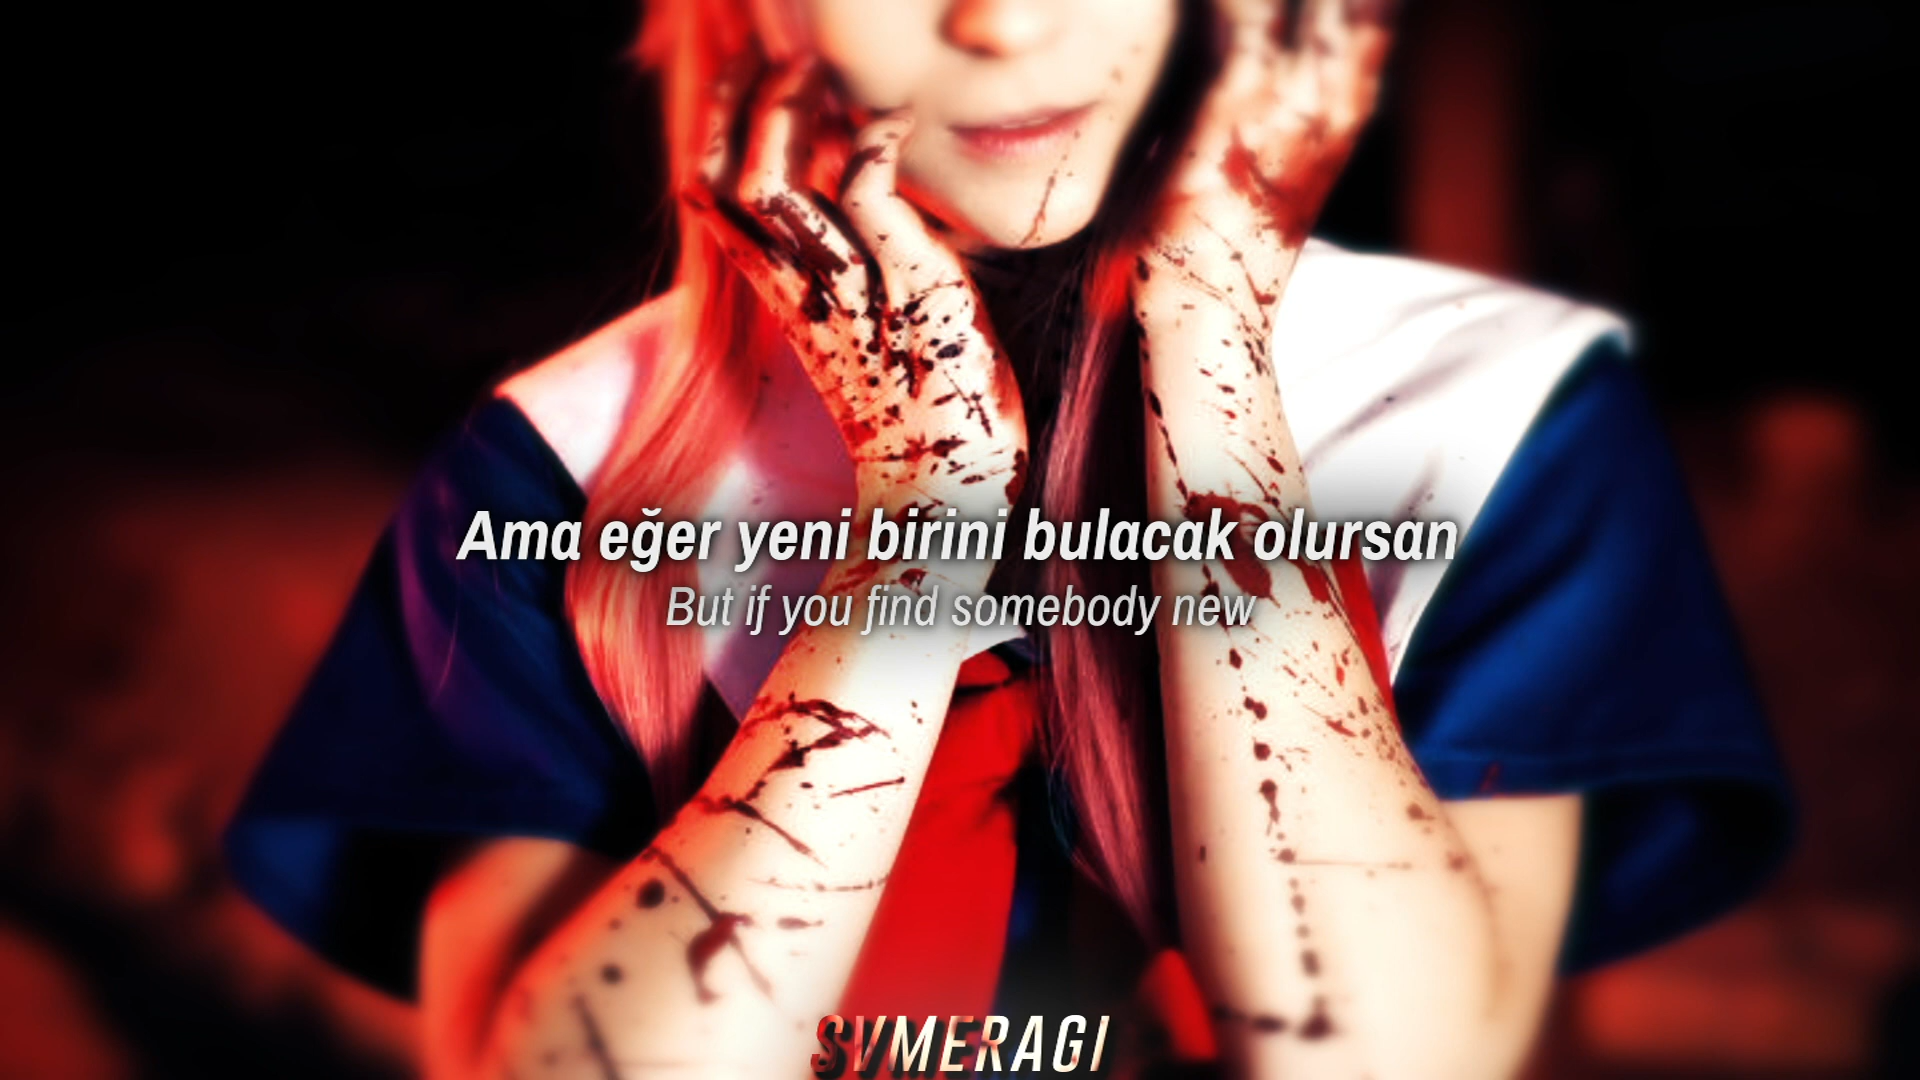 Ama eğer yeni birini bulacak olursan
But if you find somebody new
SVMERAGI